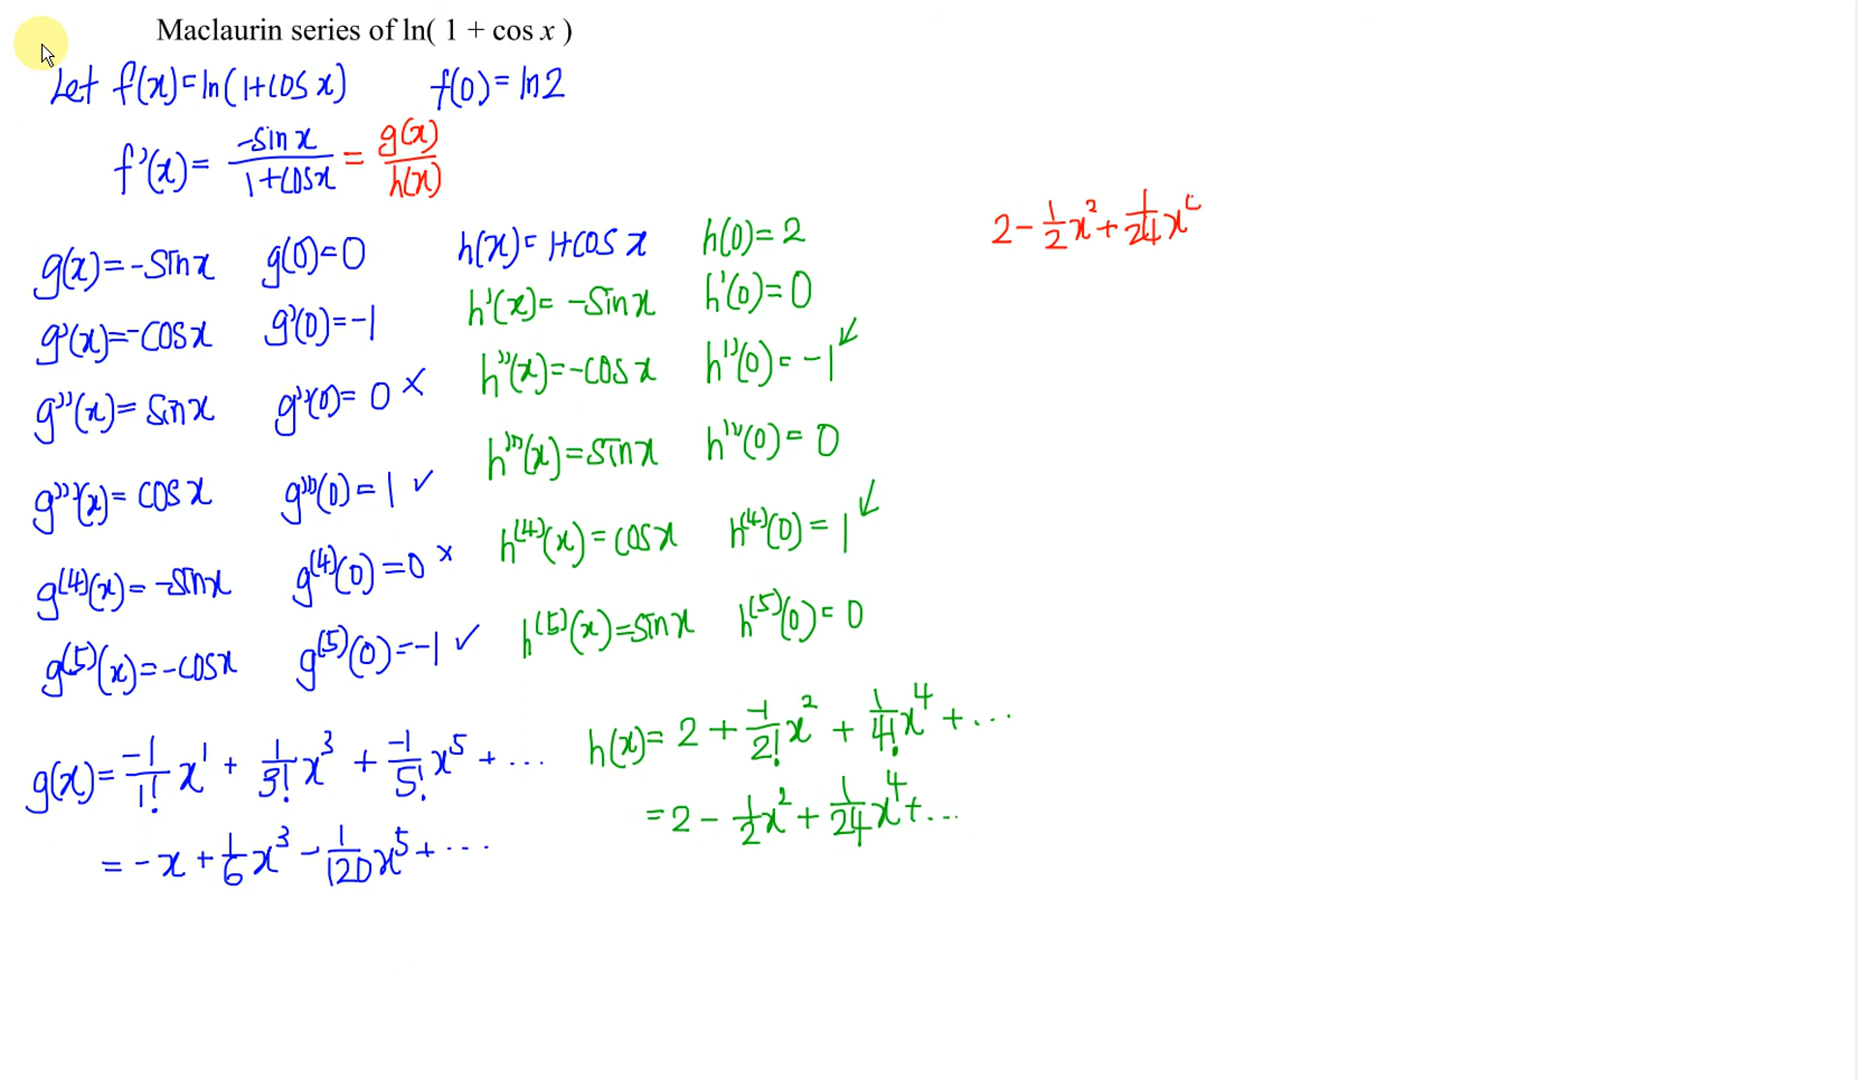 Maclaurin series of ln( 1 + cos x )
Let f(x)=ln(1+cos x) f(0)=ln2
f'(x)= -sin x / 1+cos x = g(x) / h(x)
2 - 1/2 x² + 1/24 x
g(x)=-sin x g(0)=0 h(x)= 1+cos x h(0)=2
g'(x)=-cos x g'(0)=-1 h'(x)= -sin x h'(0)=0
g''(x)= sin x g''(0)= 0 × h''(x)=-cos x h''(0)= -1 ↙
g'''(x)= cos x g'''(0)=1 ✓ h'''(x)=sin x h'''(0)= 0
g⁽⁴⁾(x)= -sin x g⁽⁴⁾(0)=0 × h⁽⁴⁾(x)=cos x h⁽⁴⁾(0)= 1 ↙
g⁽⁵⁾(x)=-cos x g⁽⁵⁾(0)=-1 ✓ h⁽⁵⁾(x)=sin x h⁽⁵⁾(0)= 0
g(x)= -1/1! x¹ + 1/3! x³ + -1/5! x⁵ + ... h(x)= 2 + -1/2! x² + 1/4! x⁴ + ...
= -x + 1/6 x³ - 1/120 x⁵ + ... = 2 - 1/2 x² + 1/24 x⁴ + ...